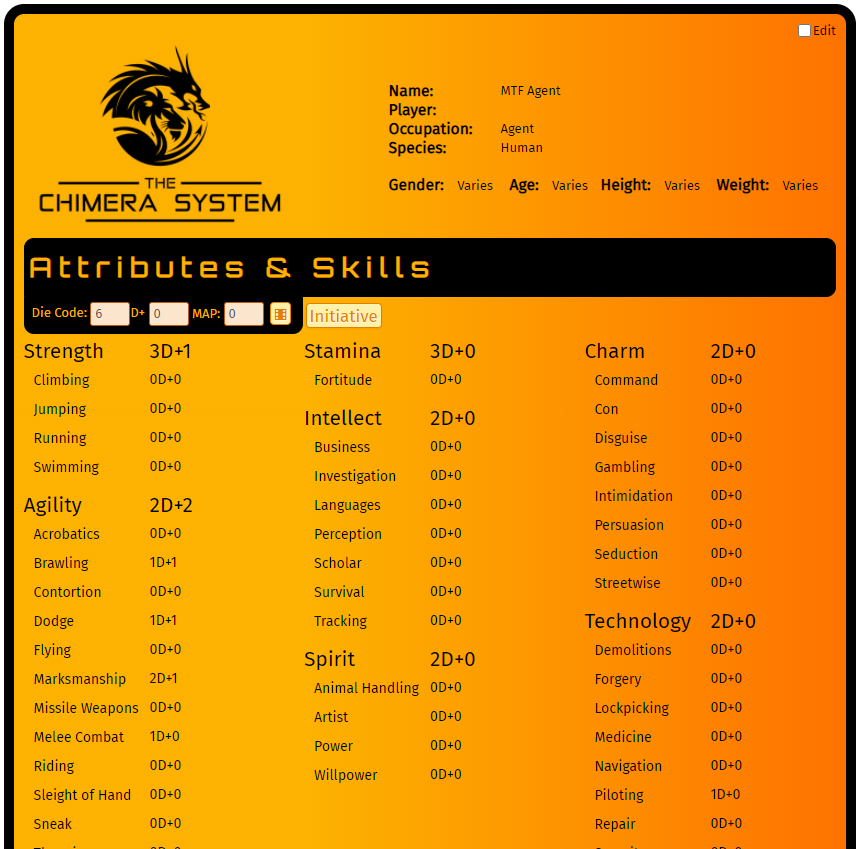 Edit
THE
CHIMERA SYSTEM
Name: MTF Agent
Player:
Occupation: Agent
Species: Human
Gender: Varies Age: Varies Height: Varies Weight: Varies
Attributes & Skills
Die Code: 6 D+ 0 MAP: 0 Initiative
Strength 3D+1
Climbing 0D+0
Jumping 0D+0
Running 0D+0
Swimming 0D+0
Agility 2D+2
Acrobatics 0D+0
Brawling 1D+1
Contortion 0D+0
Dodge 1D+1
Flying 0D+0
Marksmanship 2D+1
Missile Weapons 0D+0
Melee Combat 1D+0
Riding 0D+0
Sleight of Hand 0D+0
Sneak 0D+0
Stamina 3D+0
Fortitude 0D+0
Intellect 2D+0
Business 0D+0
Investigation 0D+0
Languages 0D+0
Perception 0D+0
Scholar 0D+0
Survival 0D+0
Tracking 0D+0
Spirit 2D+0
Animal Handling 0D+0
Artist 0D+0
Power 0D+0
Willpower 0D+0
Charm 2D+0
Command 0D+0
Con 0D+0
Disguise 0D+0
Gambling 0D+0
Intimidation 0D+0
Persuasion 0D+0
Seduction 0D+0
Streetwise 0D+0
Technology 2D+0
Demolitions 0D+0
Forgery 0D+0
Lockpicking 0D+0
Medicine 0D+0
Navigation 0D+0
Piloting 1D+0
Repair 0D+0